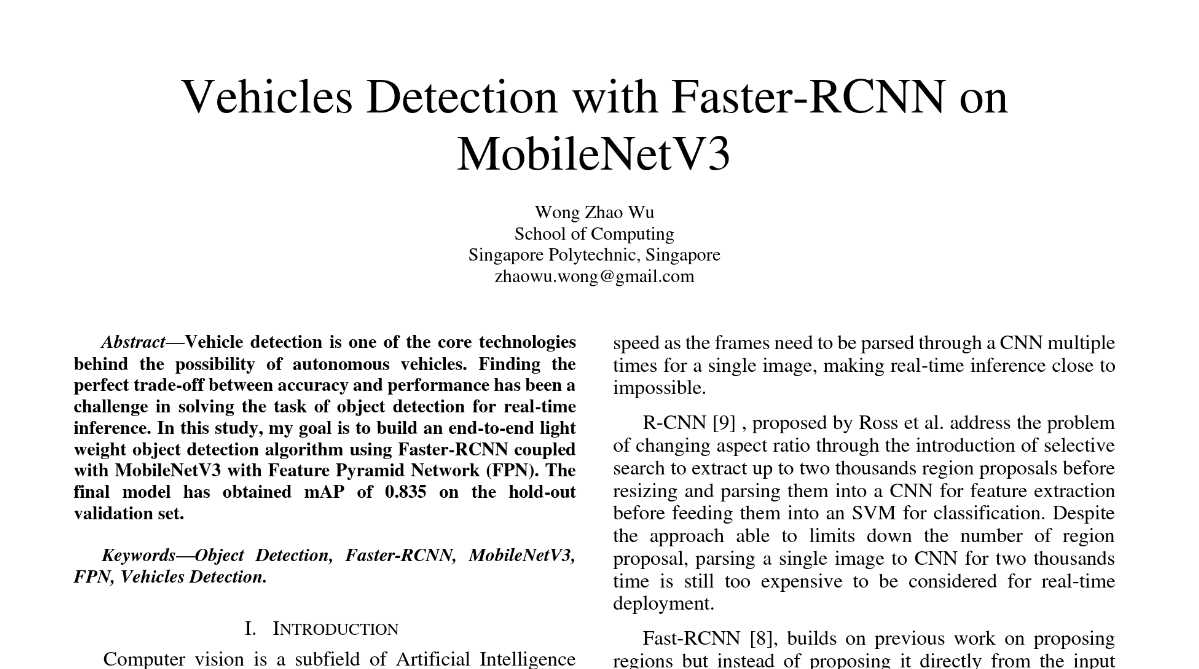 Vehicles Detection with Faster-RCNN on
MobileNetV3
Wong Zhao Wu
School of Computing
Singapore Polytechnic, Singapore
zhaowu.wong@gmail.com
Abstract—Vehicle detection is one of the core technologies
behind the possibility of autonomous vehicles. Finding the
perfect trade-off between accuracy and performance has been a
challenge in solving the task of object detection for real-time
inference. In this study, my goal is to build an end-to-end light
weight object detection algorithm using Faster-RCNN coupled
with MobileNetV3 with Feature Pyramid Network (FPN). The
final model has obtained mAP of 0.835 on the hold-out
validation set.
Keywords—Object Detection, Faster-RCNN, MobileNetV3,
FPN, Vehicles Detection.
I. INTRODUCTION
Computer vision is a subfield of Artificial Intelligence
speed as the frames need to be parsed through a CNN multiple
times for a single image, making real-time inference close to
impossible.
R-CNN [9] , proposed by Ross et al. address the problem
of changing aspect ratio through the introduction of selective
search to extract up to two thousands region proposals before
resizing and parsing them into a CNN for feature extraction
before feeding them into an SVM for classification. Despite
the approach able to limits down the number of region
proposal, parsing a single image to CNN for two thousands
time is still too expensive to be considered for real-time
deployment.
Fast-RCNN [8], builds on previous work on proposing
regions but instead of proposing it directly from the input